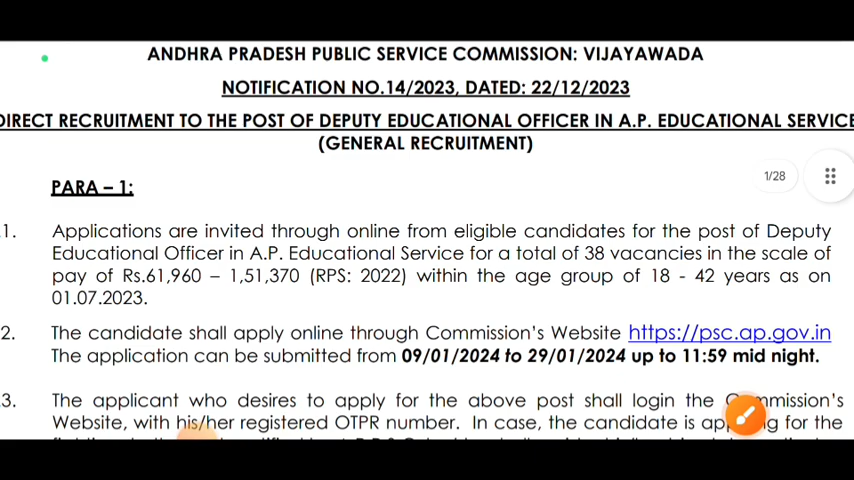 ANDHRA PRADESH PUBLIC SERVICE COMMISSION: VIJAYAWADA
NOTIFICATION NO.14/2023, DATED: 22/12/2023
DIRECT RECRUITMENT TO THE POST OF DEPUTY EDUCATIONAL OFFICER IN A.P. EDUCATIONAL SERVICE
(GENERAL RECRUITMENT)
1/28
PARA – 1:
1. Applications are invited through online from eligible candidates for the post of Deputy
Educational Officer in A.P. Educational Service for a total of 38 vacancies in the scale of
pay of Rs.61,960 – 1,51,370 (RPS: 2022) within the age group of 18 - 42 years as on
01.07.2023.
2. The candidate shall apply online through Commission's Website https://psc.ap.gov.in
The application can be submitted from 09/01/2024 to 29/01/2024 up to 11:59 mid night.
3. The applicant who desires to apply for the above post shall login the Commission's
Website, with his/her registered OTPR number. In case, the candidate is for the